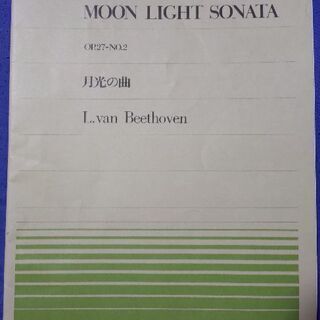 MOON LIGHT SONATA
OP.27-NO.2
月光の曲
L.van Beethoven